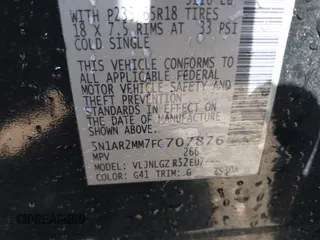 WITH P235/65R18 TIRES
18 X 7.5 RIMS AT 33 PSI
COLD SINGLE
THIS VEHICLE CONFORMS TO
ALL APPLICABLE FEDERAL
MOTOR VEHICLE SAFETY AND
THEFT PREVENTION
STANDARDS IN EFFECT ON
THE DATE OF MANUFACTURE
SHOWN ABOVE.
5N1AR2MM7FC707876
MPV 266
MODEL: VLJNLGZ R52EU7
COLOR: G41 TRIM: G